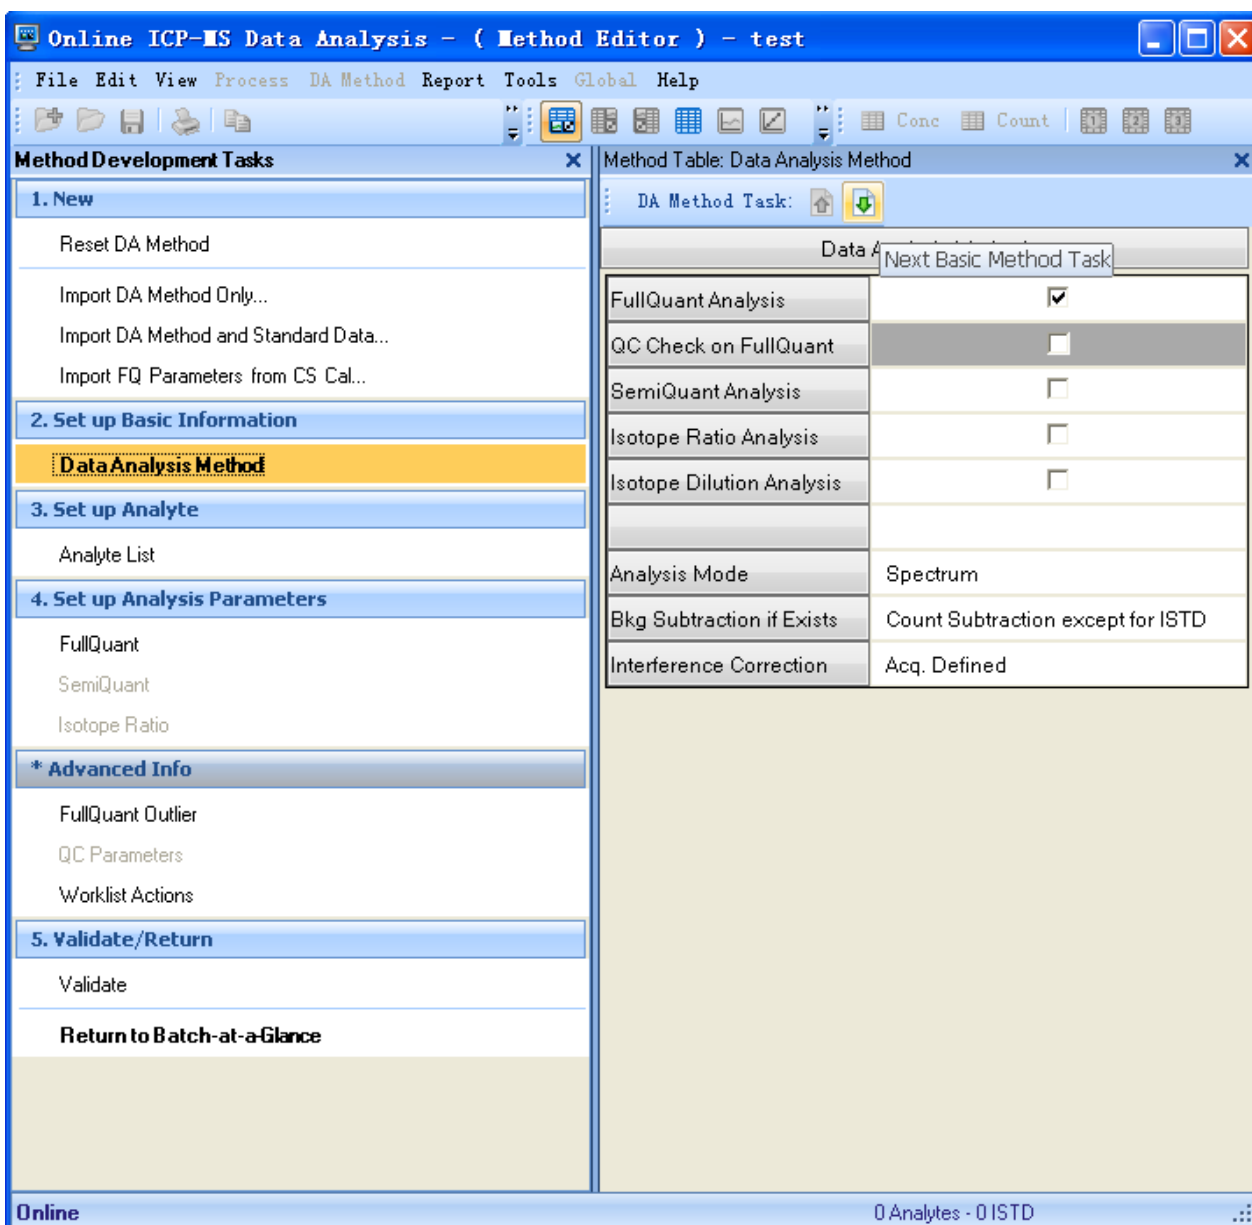 Online ICP-MS Data Analysis - ( Method Editor ) - test
File Edit View Process DA Method Report Tools Global Help
Conc Count 1 2 3
Method Development Tasks
1. New
Reset DA Method
Import DA Method Only...
Import DA Method and Standard Data...
Import FQ Parameters from CS Cal...
2. Set up Basic Information
Data Analysis Method
3. Set up Analyte
Analyte List
4. Set up Analysis Parameters
FullQuant
SemiQuant
Isotope Ratio
* Advanced Info
FullQuant Outlier
QC Parameters
Worklist Actions
5. Validate/Return
Validate
Return to Batch-at-a-Glance
Method Table: Data Analysis Method
DA Method Task:
Data
Next Basic Method Task
FullQuant Analysis
QC Check on FullQuant
SemiQuant Analysis
Isotope Ratio Analysis
Isotope Dilution Analysis
Analysis Mode Spectrum
Bkg Subtraction if Exists Count Subtraction except for ISTD
Interference Correction Acq. Defined
Online 0 Analytes - 0 ISTD